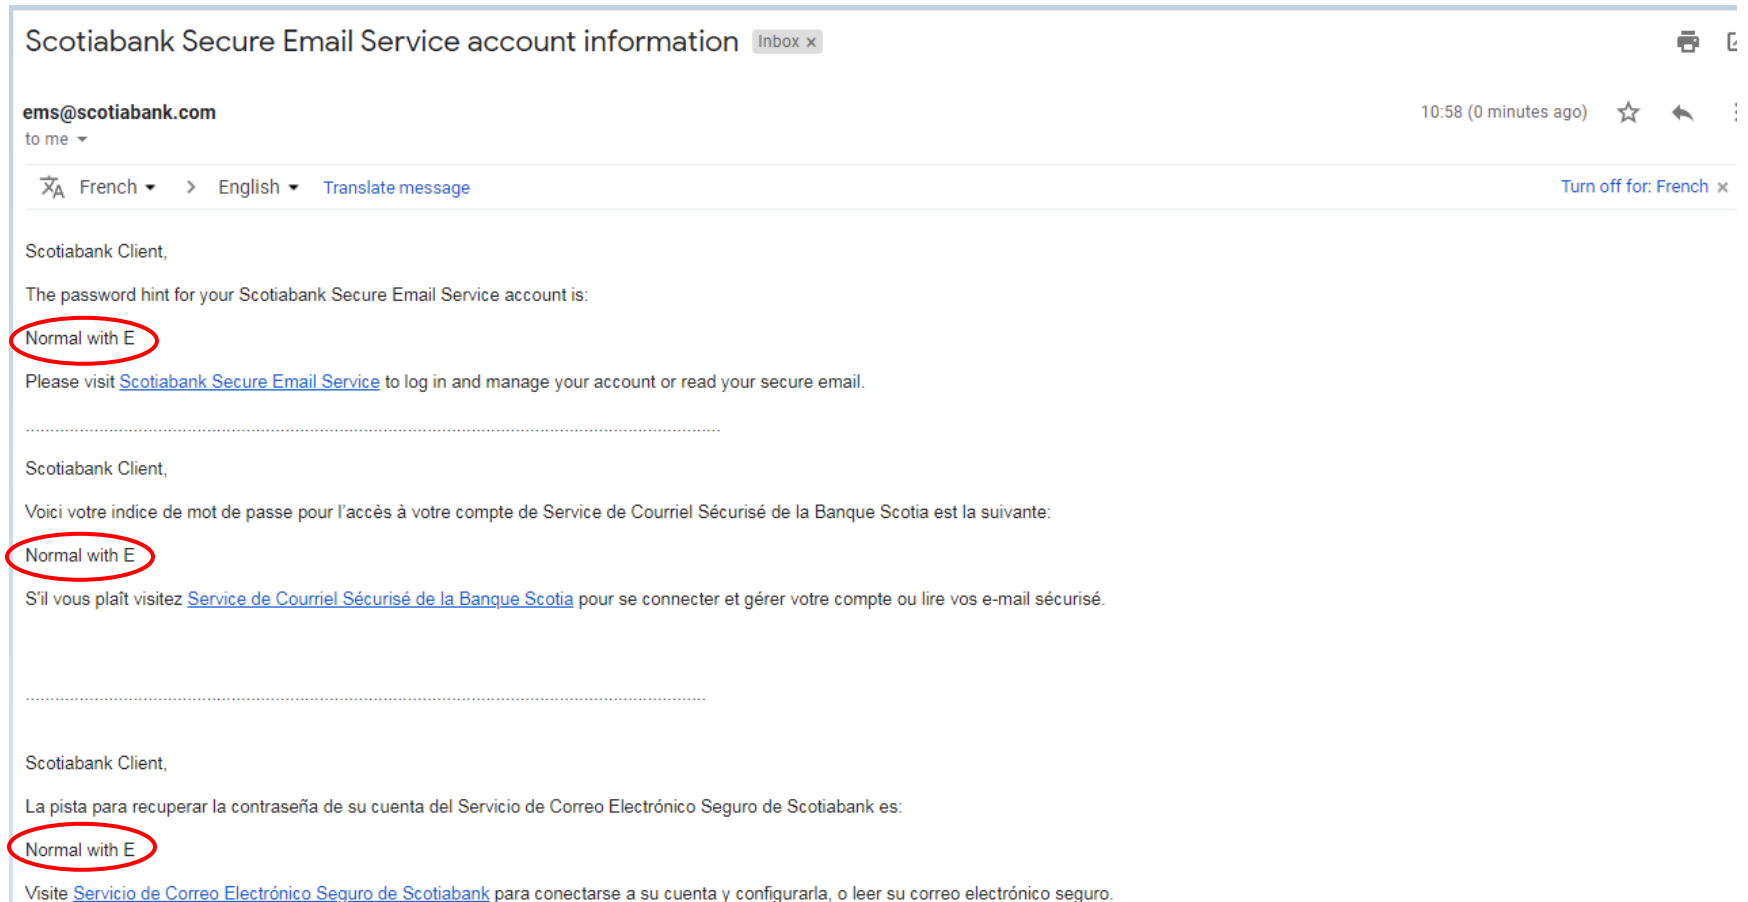 Scotiabank Secure Email Service account information Inbox x
ems@scotiabank.com
10:58 (0 minutes ago)
to me
French > English Translate message Turn off for: French x
Scotiabank Client,
The password hint for your Scotiabank Secure Email Service account is:
Normal with E
Please visit Scotiabank Secure Email Service to log in and manage your account or read your secure email.
Scotiabank Client,
Voici votre indice de mot de passe pour l'accès à votre compte de Service de Courriel Sécurisé de la Banque Scotia est la suivante:
Normal with E
S'il vous plaît visitez Service de Courriel Sécurisé de la Banque Scotia pour se connecter et gérer votre compte ou lire vos e-mail sécurisé.
Scotiabank Client,
La pista para recuperar la contraseña de su cuenta del Servicio de Correo Electrónico Seguro de Scotiabank es:
Normal with E
Visite Servicio de Correo Electrónico Seguro de Scotiabank para conectarse a su cuenta y configurarla, o leer su correo electrónico seguro.